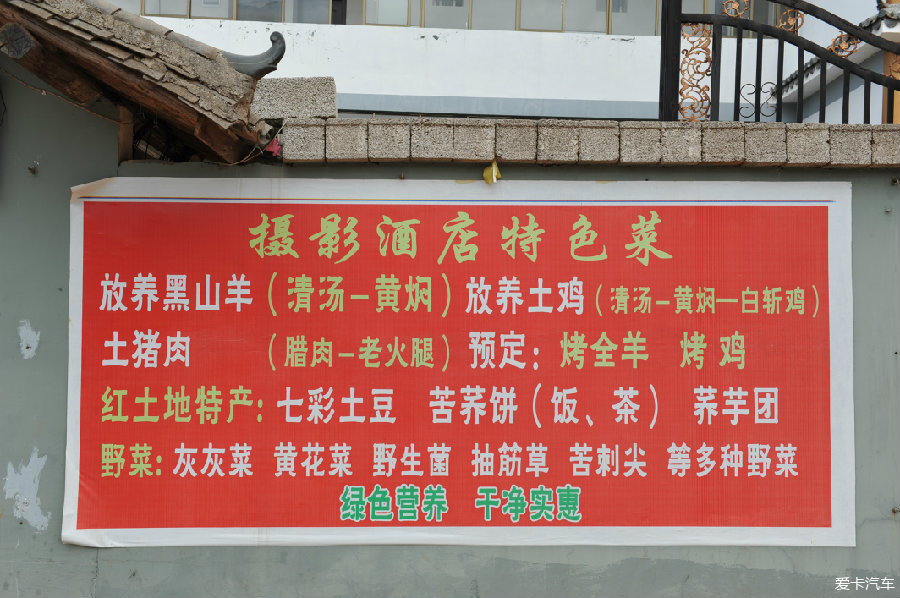 摄影酒店特色菜
放养黑山羊（清汤－黄焖）放养土鸡（清汤－黄焖—白斩鸡）
土猪肉（腊肉－老火腿）预定：烤全羊 烤鸡
红土地特产：七彩土豆 苦荞饼（饭、茶） 荞芋团
野菜：灰灰菜 黄花菜 野生菌 抽筋草 苦刺尖 等多种野菜
绿色营养 干净实惠
爱卡汽车